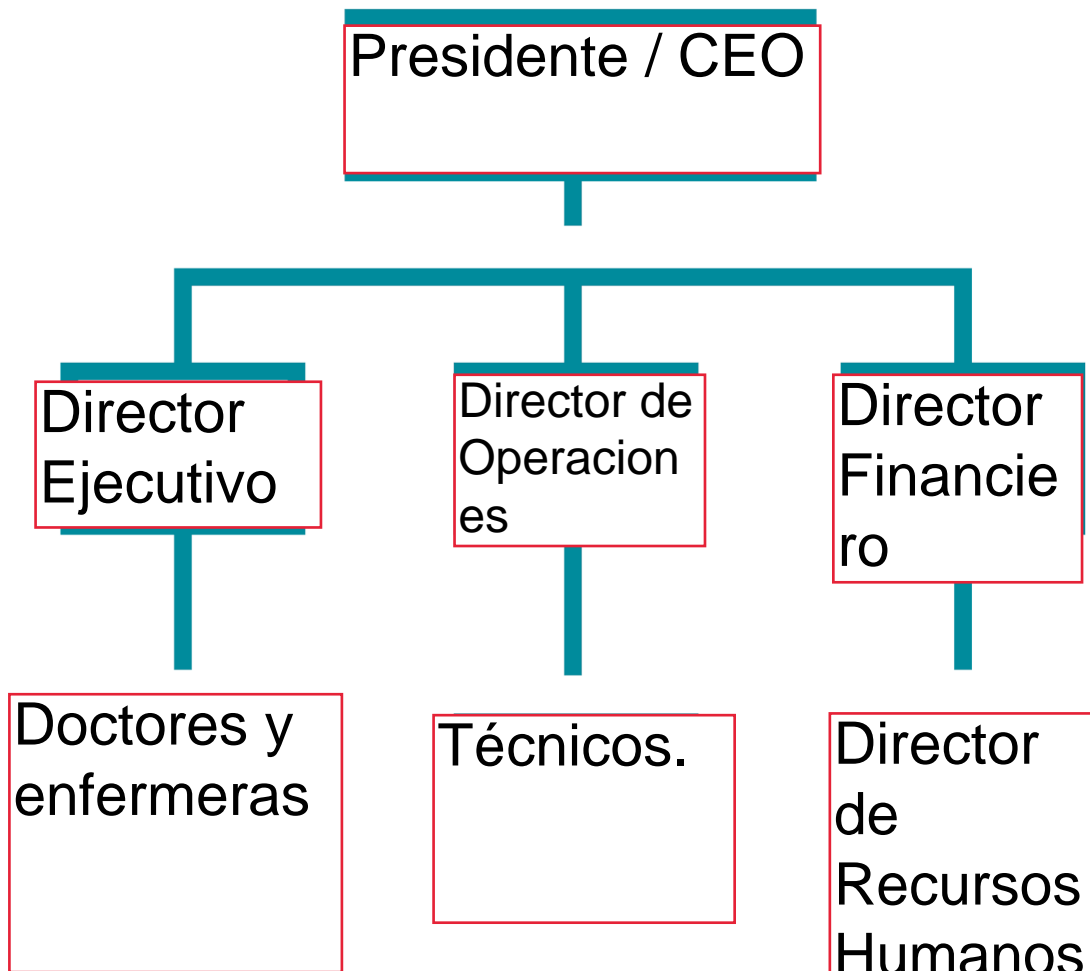 Presidente / CEO
Director
Ejecutivo
Director de
Operacion
es
Director
Financie
ro
Doctores y
enfermeras
Técnicos.
Director
de
Recursos
Humanos